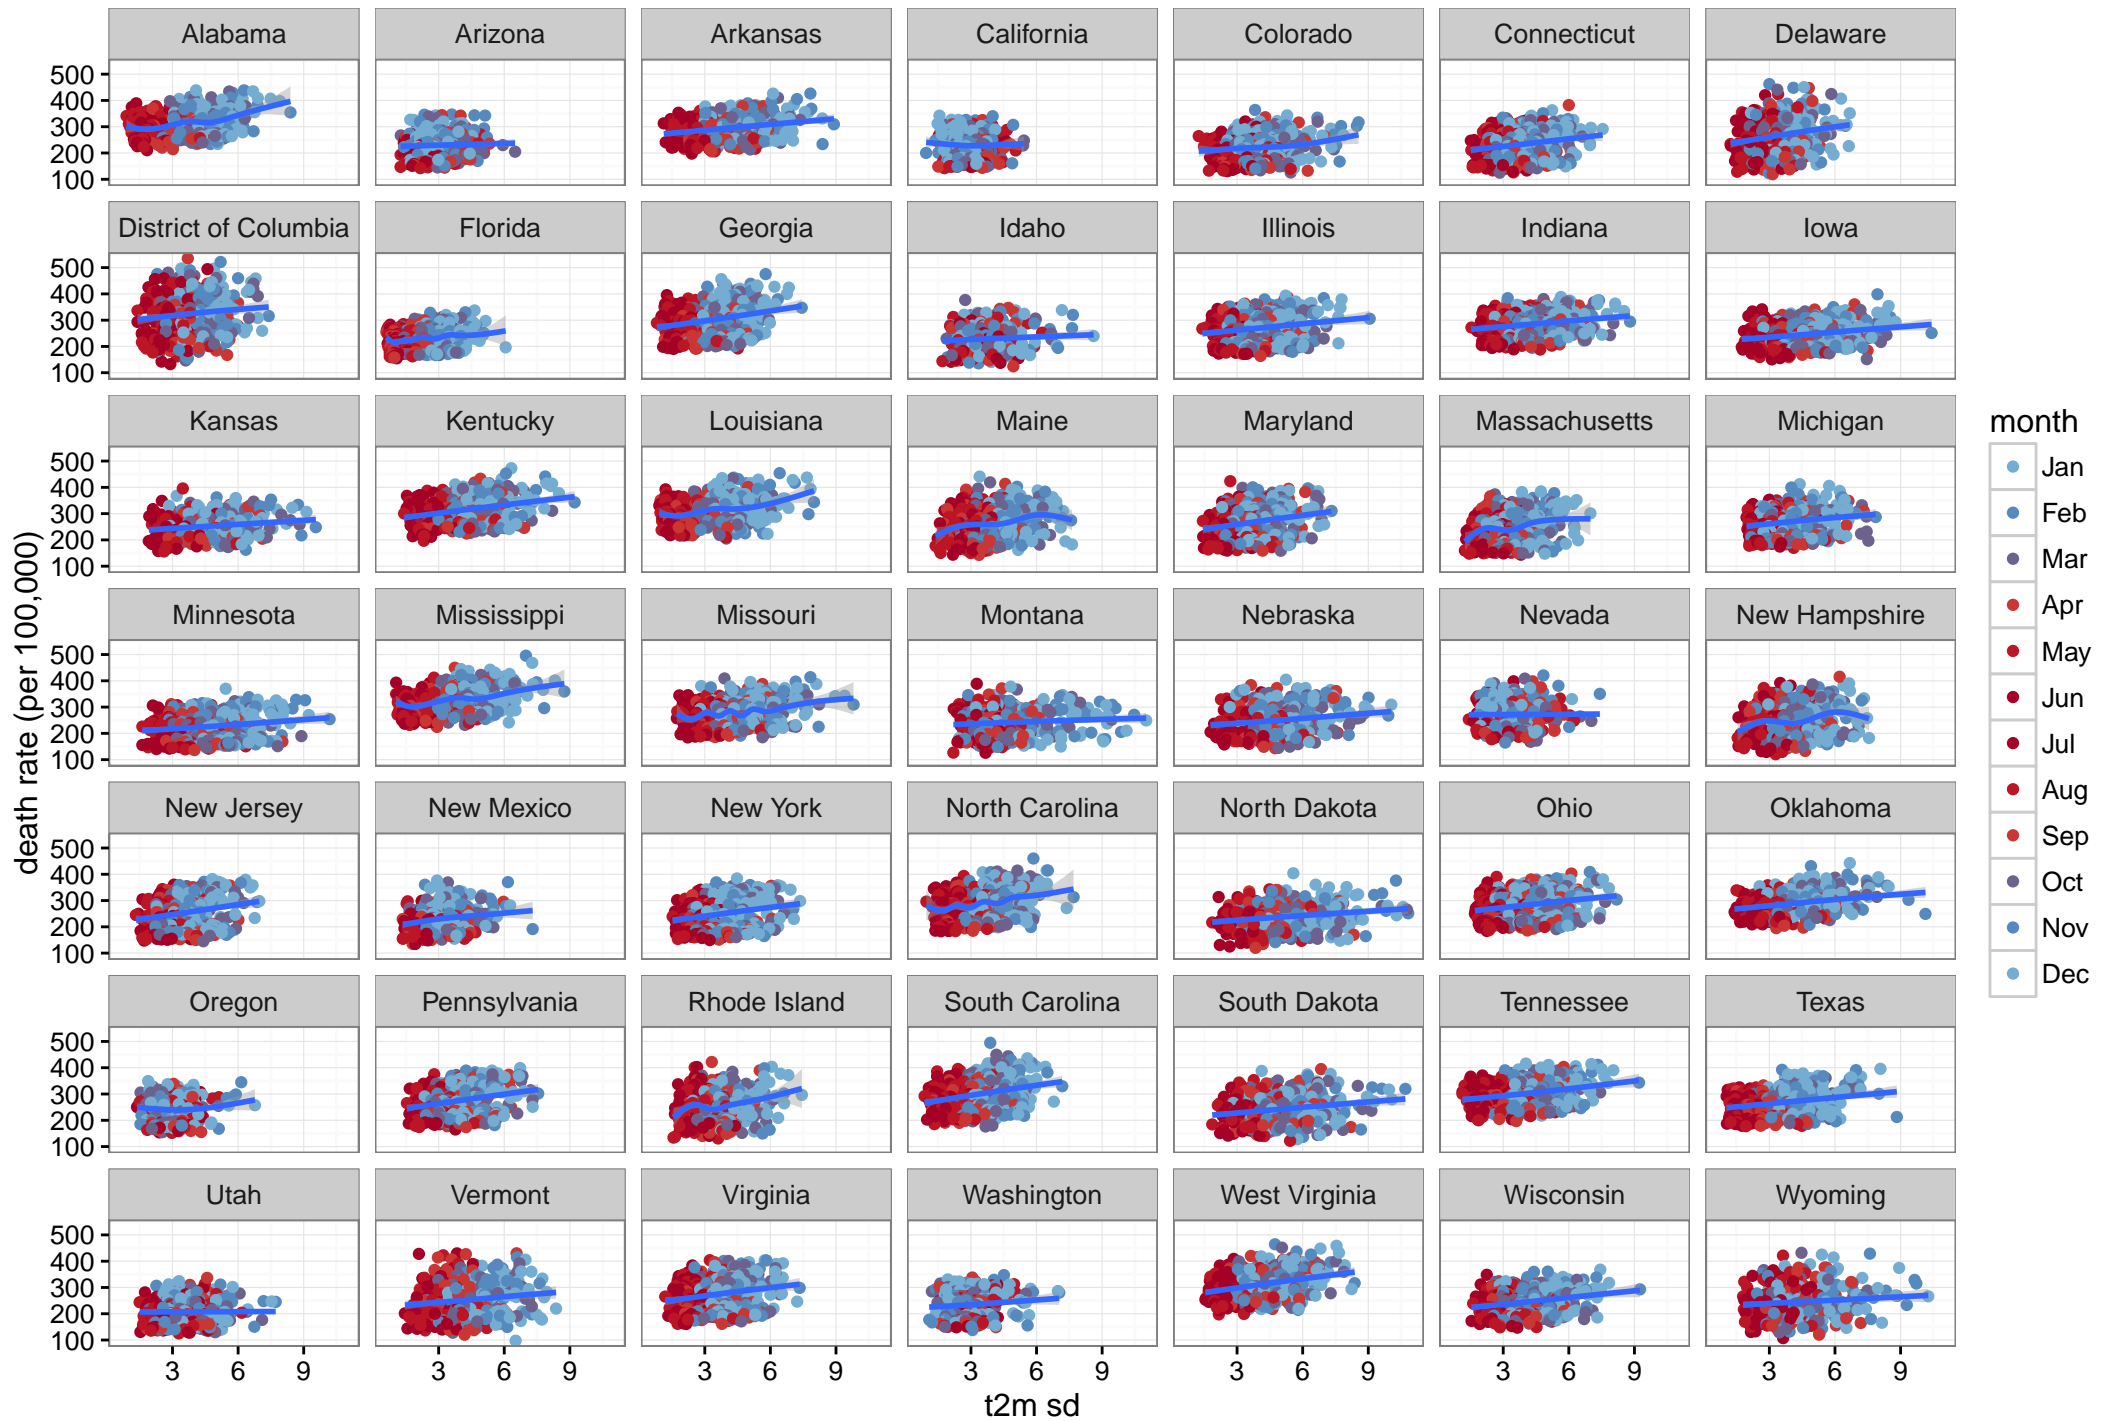 Alabama Arizona Arkansas California Colorado Connecticut Delaware
500
400
300
200
100
District of Columbia Florida Georgia Idaho Illinois Indiana Iowa
500
400
300
200
100
Kansas Kentucky Louisiana Maine Maryland Massachusetts Michigan
500
400
300
200
100
Minnesota Mississippi Missouri Montana Nebraska Nevada New Hampshire
500
400
300
200
100
New Jersey New Mexico New York North Carolina North Dakota Ohio Oklahoma
500
400
300
200
100
Oregon Pennsylvania Rhode Island South Carolina South Dakota Tennessee Texas
500
400
300
200
100
Utah Vermont Virginia Washington West Virginia Wisconsin Wyoming
500
400
300
200
100
3 6 9 3 6 9 3 6 9 3 6 9 3 6 9 3 6 9 3 6 9
t2m sd
death rate (per 100,000)
month
Jan
Feb
Mar
Apr
May
Jun
Jul
Aug
Sep
Oct
Nov
Dec